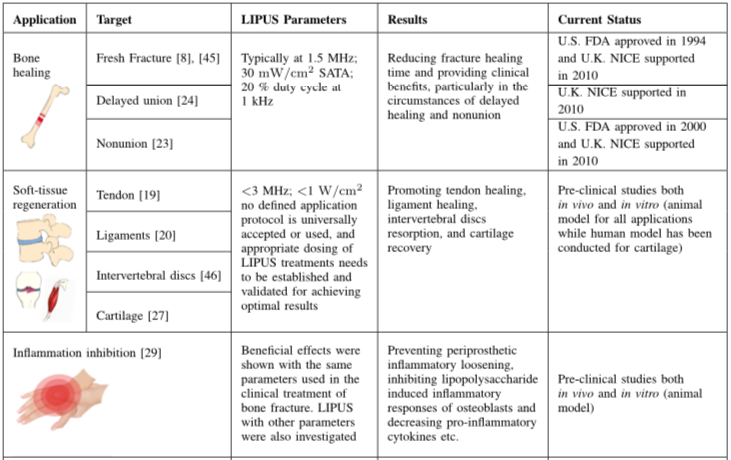 Application Target LIPUS Parameters Results Current Status
Bone
healing
Fresh Fracture [8], [45]
Delayed union [24]
Nonunion [23]
Typically at 1.5 MHz;
30 mW/cm² SATA;
20 % duty cycle at
1 kHz
Reducing fracture healing
time and providing clinical
benefits, particularly in the
circumstances of delayed
healing and nonunion
U.S. FDA approved in 1994
and U.K. NICE supported
in 2010
U.K. NICE supported in
2010
U.S. FDA approved in 2000
and U.K. NICE supported
in 2010
Soft-tissue
regeneration
Tendon [19]
Ligaments [20]
Intervertebral discs [46]
Cartilage [27]
<3 MHz; <1 W/cm²
no defined application
protocol is universally
accepted or used, and
appropriate dosing of
LIPUS treatments needs
to be established and
validated for achieving
optimal results
Promoting tendon healing,
ligament healing,
intervertebral discs
resorption, and cartilage
recovery
Pre-clinical studies both
in vivo and in vitro (animal
model for all applications
while human model has been
conducted for cartilage)
Inflammation inhibition [29]
Beneficial effects were
shown with the same
parameters used in the
clinical treatment of
bone fracture. LIPUS
with other parameters
were also investigated
Preventing periprosthetic
inflammatory loosening,
inhibiting lipopolysaccharide
induced inflammatory
responses of osteoblasts and
decreasing pro-inflammatory
cytokines etc.
Pre-clinical studies both
in vivo and in vitro (animal
model)